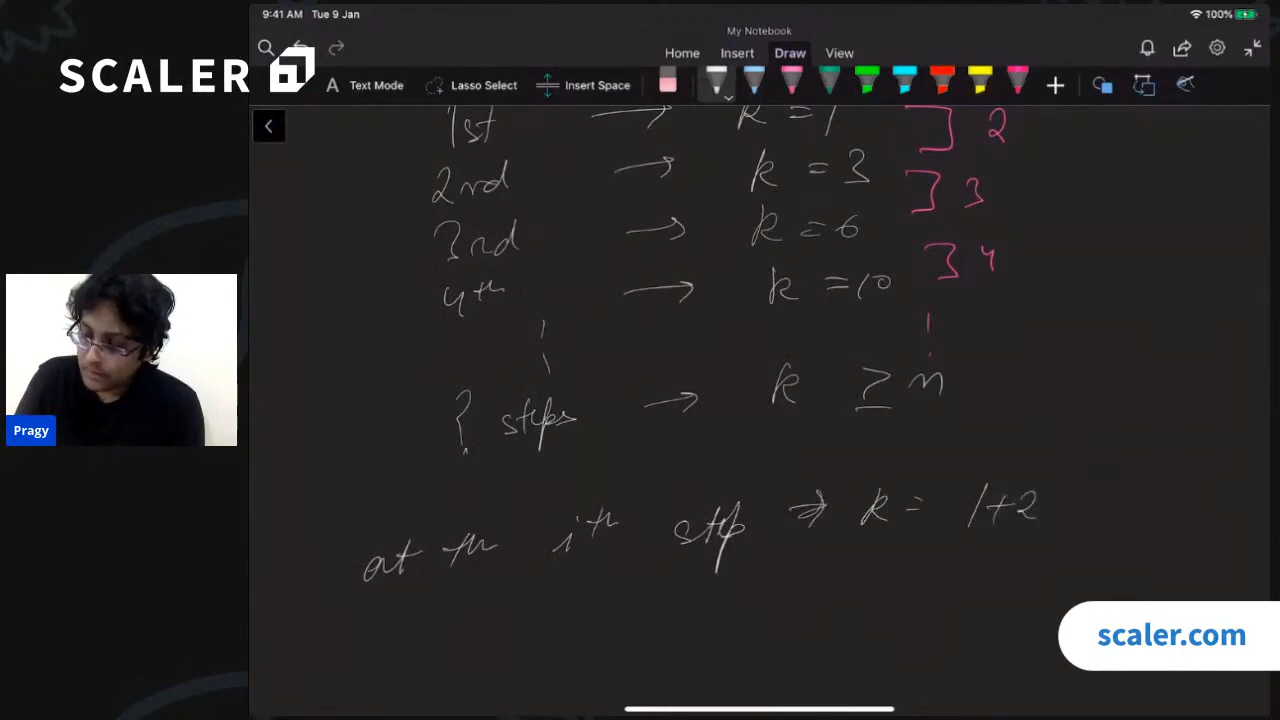 9:41 AM Tue 9 Jan
100%
My Notebook
Home Insert Draw View
SCALER
A Text Mode Lasso Select Insert Space
1st → k = 1 ] 2
2rd → k = 3 ] 3
3rd → k = 6 ] 4
4th → k = 10
? steps → k ≥ n
at th ith step ⇒ k = 1+2
Pragy
scaler.com